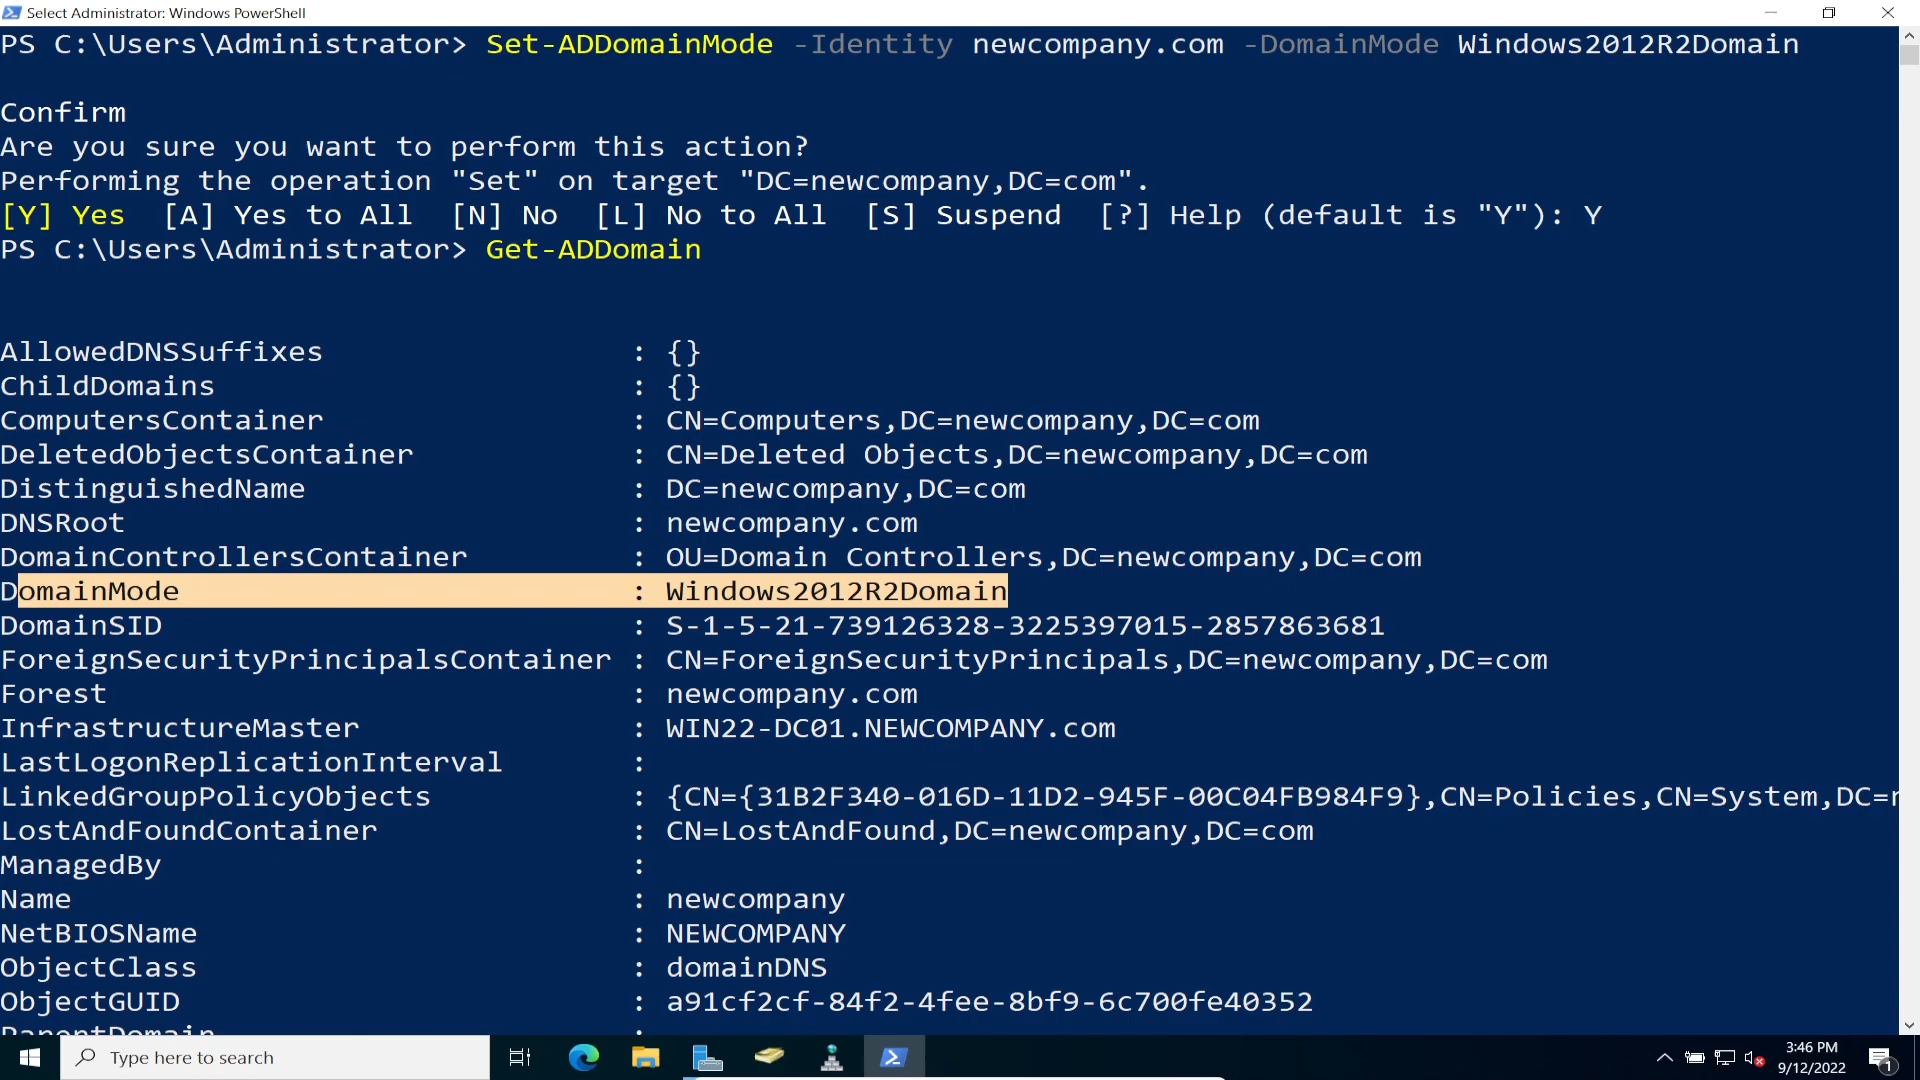 Select Administrator: Windows PowerShell
PS C:\Users\Administrator> Set-ADDomainMode -Identity newcompany.com -DomainMode Windows2012R2Domain
Confirm
Are you sure you want to perform this action?
Performing the operation "Set" on target "DC=newcompany,DC=com".
[Y] Yes  [A] Yes to All  [N] No  [L] No to All  [S] Suspend  [?] Help (default is "Y"): Y
PS C:\Users\Administrator> Get-ADDomain
AllowedDNSSuffixes : {}
ChildDomains : {}
ComputersContainer : CN=Computers,DC=newcompany,DC=com
DeletedObjectsContainer : CN=Deleted Objects,DC=newcompany,DC=com
DistinguishedName : DC=newcompany,DC=com
DNSRoot : newcompany.com
DomainControllersContainer : OU=Domain Controllers,DC=newcompany,DC=com
DomainMode : Windows2012R2Domain
DomainSID : S-1-5-21-739126328-3225397015-2857863681
ForeignSecurityPrincipalsContainer : CN=ForeignSecurityPrincipals,DC=newcompany,DC=com
Forest : newcompany.com
InfrastructureMaster : WIN22-DC01.NEWCOMPANY.com
LastLogonReplicationInterval :
LinkedGroupPolicyObjects : {CN={31B2F340-016D-11D2-945F-00C04FB984F9},CN=Policies,CN=System,DC=n
LostAndFoundContainer : CN=LostAndFound,DC=newcompany,DC=com
ManagedBy :
Name : newcompany
NetBIOSName : NEWCOMPANY
ObjectClass : domainDNS
ObjectGUID : a91cf2cf-84f2-4fee-8bf9-6c700fe40352
ParentDomain :
Type here to search
3:46 PM
9/12/2022
1